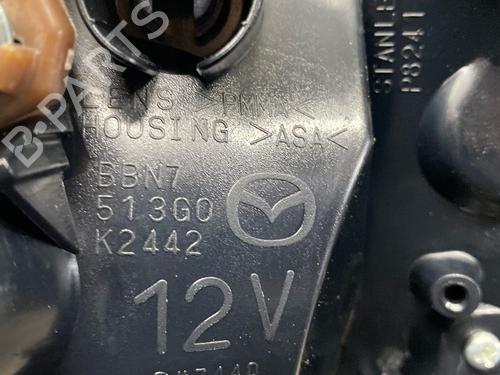 LENS >PMMA<
HOUSING >ASA<
BBN7
513G0
K2442
12V
STANLE
P8241
B-PARTS